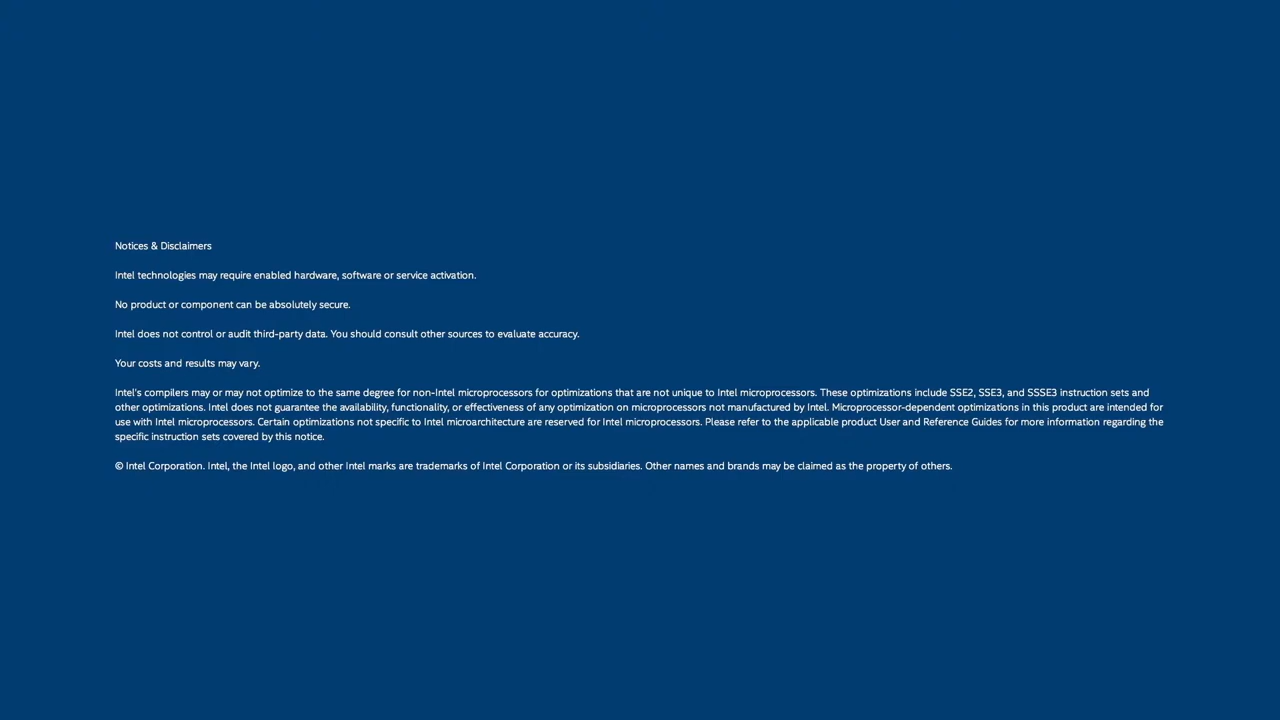 Notices & Disclaimers
Intel technologies may require enabled hardware, software or service activation.
No product or component can be absolutely secure.
Intel does not control or audit third-party data. You should consult other sources to evaluate accuracy.
Your costs and results may vary.
Intel's compilers may or may not optimize to the same degree for non-Intel microprocessors for optimizations that are not unique to Intel microprocessors. These optimizations include SSE2, SSE3, and SSSE3 instruction sets and
other optimizations. Intel does not guarantee the availability, functionality, or effectiveness of any optimization on microprocessors not manufactured by Intel. Microprocessor-dependent optimizations in this product are intended for
use with Intel microprocessors. Certain optimizations not specific to Intel microarchitecture are reserved for Intel microprocessors. Please refer to the applicable product User and Reference Guides for more information regarding the
specific instruction sets covered by this notice.
© Intel Corporation. Intel, the Intel logo, and other Intel marks are trademarks of Intel Corporation or its subsidiaries. Other names and brands may be claimed as the property of others.